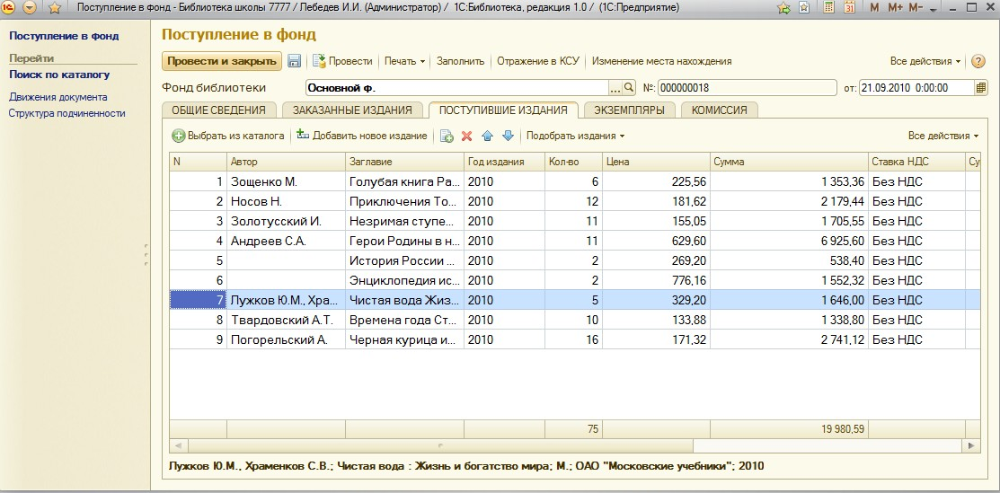 Поступление в фонд - Библиотека школы 7777 / Лебедев И.И. (Администратор) / 1С:Библиотека, редакция 1.0 / (1С:Предприятие)
M M+ M-
Поступление в фонд
Перейти
Поиск по каталогу
Движения документа
Структура подчиненности
Поступление в фонд
Провести и закрыть Провести Печать Заполнить Отражение в КСУ Изменение места нахождения Все действия ?
Фонд библиотеки Основной ф. ... №: 000000018 от: 21.09.2010 0:00:00
ОБЩИЕ СВЕДЕНИЯ ЗАКАЗАННЫЕ ИЗДАНИЯ ПОСТУПИВШИЕ ИЗДАНИЯ ЭКЗЕМПЛЯРЫ КОМИССИЯ
Выбрать из каталога Добавить новое издание Подобрать издания Все действия
N Автор Заглавие Год издания Кол-во Цена Сумма Ставка НДС Су
1 Зощенко М. Голубая книга Ра... 2010 6 225,56 1 353,36 Без НДС
2 Носов Н. Приключения То... 2010 12 181,62 2 179,44 Без НДС
3 Золотусский И. Незримая ступе... 2010 11 155,05 1 705,55 Без НДС
4 Андреев С.А. Герои Родины в н... 2010 11 629,60 6 925,60 Без НДС
5 История России ... 2010 2 269,20 538,40 Без НДС
6 Энциклопедия ис... 2010 2 776,16 1 552,32 Без НДС
7 Лужков Ю.М., Хра... Чистая вода Жиз... 2010 5 329,20 1 646,00 Без НДС
8 Твардовский А.Т. Времена года Ст... 2010 10 133,88 1 338,80 Без НДС
9 Погорельский А. Черная курица и... 2010 16 171,32 2 741,12 Без НДС
75 19 980,59
Лужков Ю.М., Храменков С.В.; Чистая вода : Жизнь и богатство мира; М.; ОАО "Московские учебники"; 2010